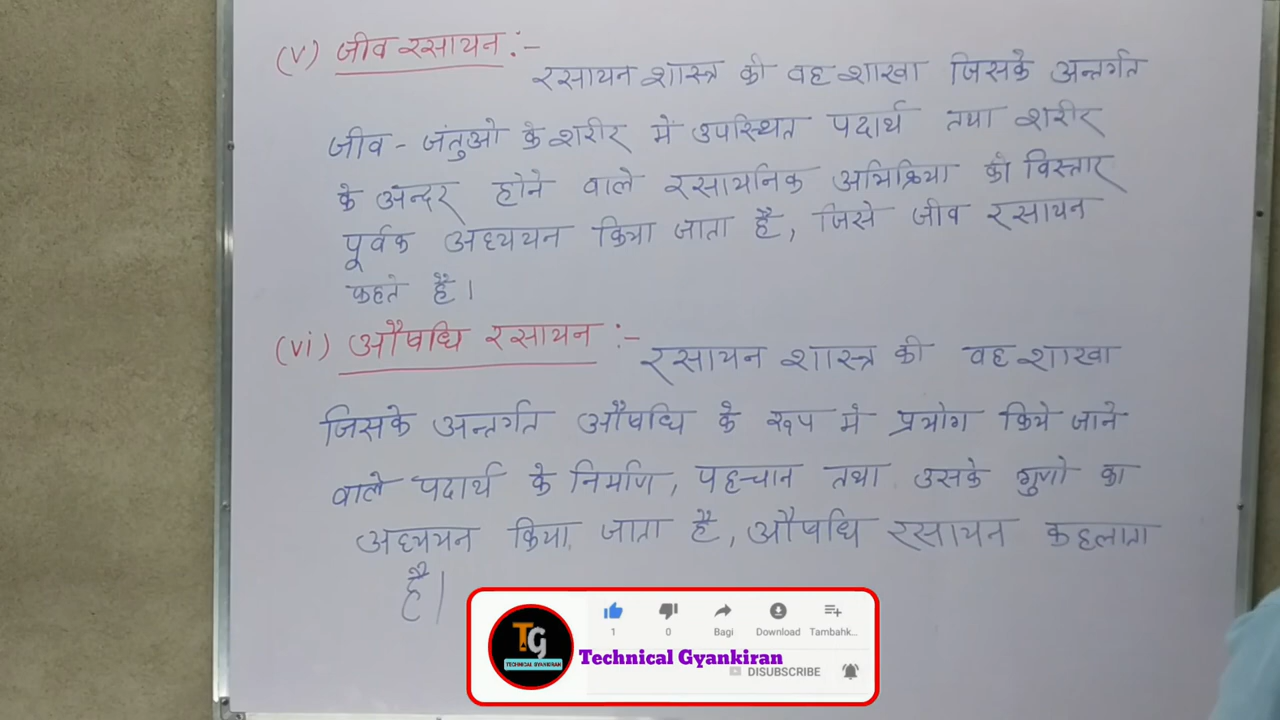 (v) जीव रसायन :-
रसायन शास्त्र की वह शाखा जिसके अन्तर्गत
जीव - जंतुओ के शरीर में उपस्थित पदार्थ तथा शरीर
के अन्दर होने वाले रसायनिक अभिक्रिया की विस्तार
पूर्वक अध्ययन किया जाता है, जिसे जीव रसायन
कहते हैं।
(vi) औषधि रसायन :-
रसायन शास्त्र की वह शाखा
जिसके अन्तर्गत औषधि के रूप मे प्रयोग किये जाने
वाले पदार्थ के निर्माण, पहचान तथा उसके गुणो का
अध्ययन किया जाता है, औषधि रसायन कहलाता
है।
TG
TECHNICAL GYANKIRAN
1 0 Bagi Download Tambahk...
Technical Gyankiran
DISUBSCRIBE